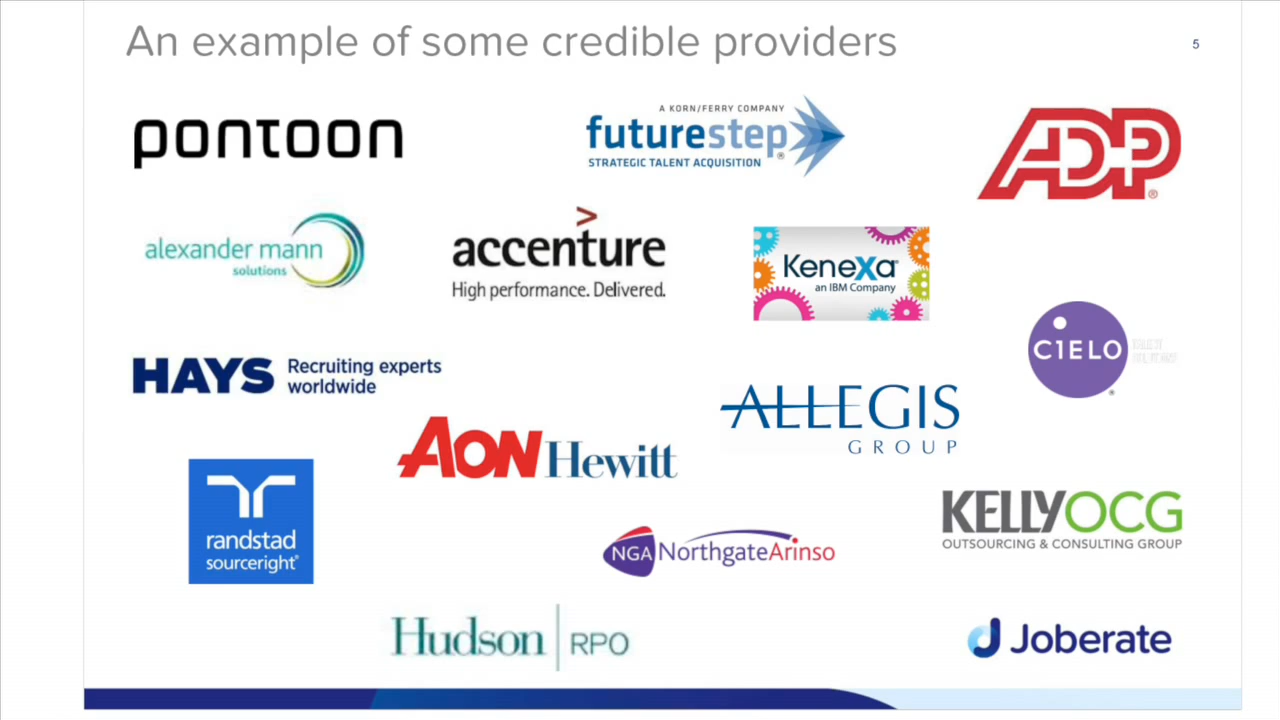 An example of some credible providers
5
pontoon
A KORN/FERRY COMPANY
futurestep®
STRATEGIC TALENT ACQUISITION
ADP®
alexander mann
solutions
accenture
High performance. Delivered.
Kenexa®
an IBM Company
CIELO
HAYS Recruiting experts
worldwide
ALLEGIS
GROUP
AON Hewitt
randstad
sourceright®
NGA NorthgateArinso
KELLYOCG
OUTSOURCING & CONSULTING GROUP
Hudson RPO
Joberate